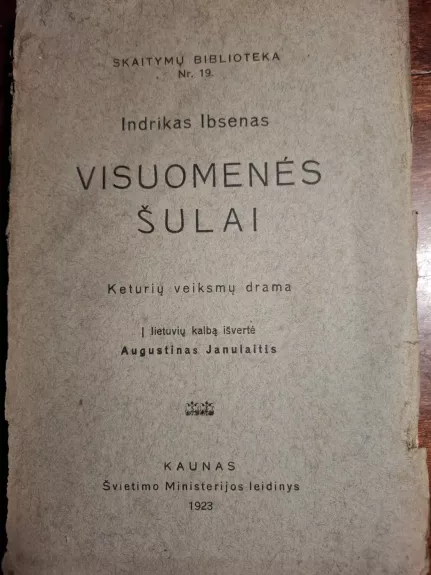 SKAITYMŲ BIBLIOTEKA
Nr. 19.
Indrikas Ibsenas
VISUOMENĖS
ŠULAI
Keturių veiksmų drama
Į lietuvių kalbą išvertė
Augustinas Janulaitis
KAUNAS
Švietimo Ministerijos leidinys
1923